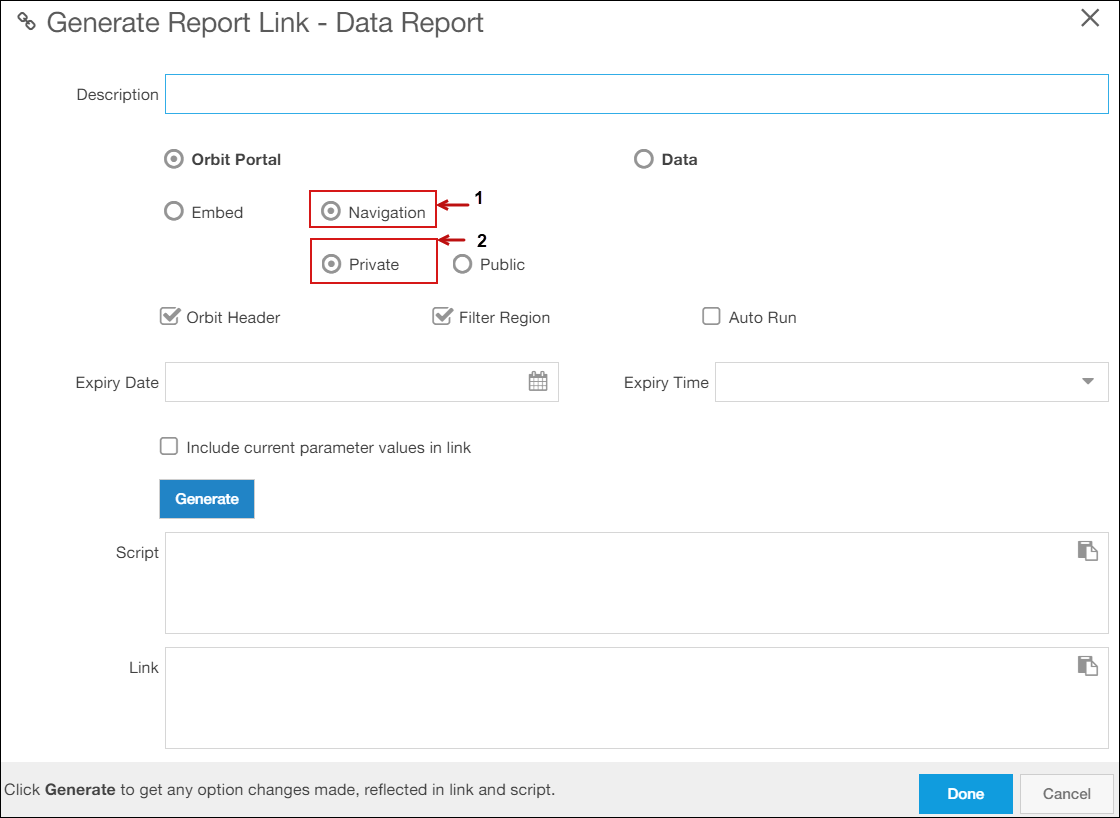 Generate Report Link - Data Report
Description
Orbit Portal Data
Embed Navigation 1
2
Private Public
Orbit Header Filter Region Auto Run
Expiry Date Expiry Time
Include current parameter values in link
Generate
Script
Link
Click Generate to get any option changes made, reflected in link and script.
Done Cancel